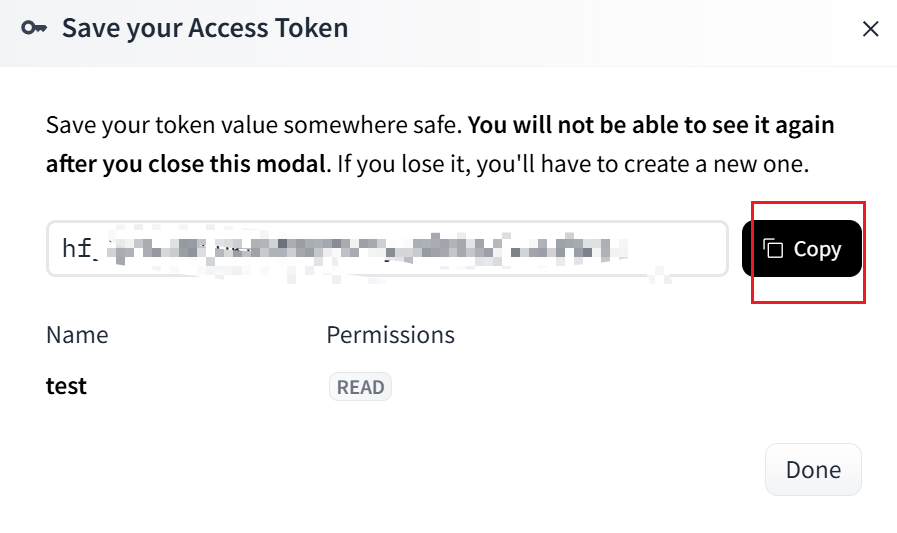 Save your Access Token
Save your token value somewhere safe. You will not be able to see it again
after you close this modal. If you lose it, you'll have to create a new one.
hf_
Copy
Name Permissions
test READ
Done